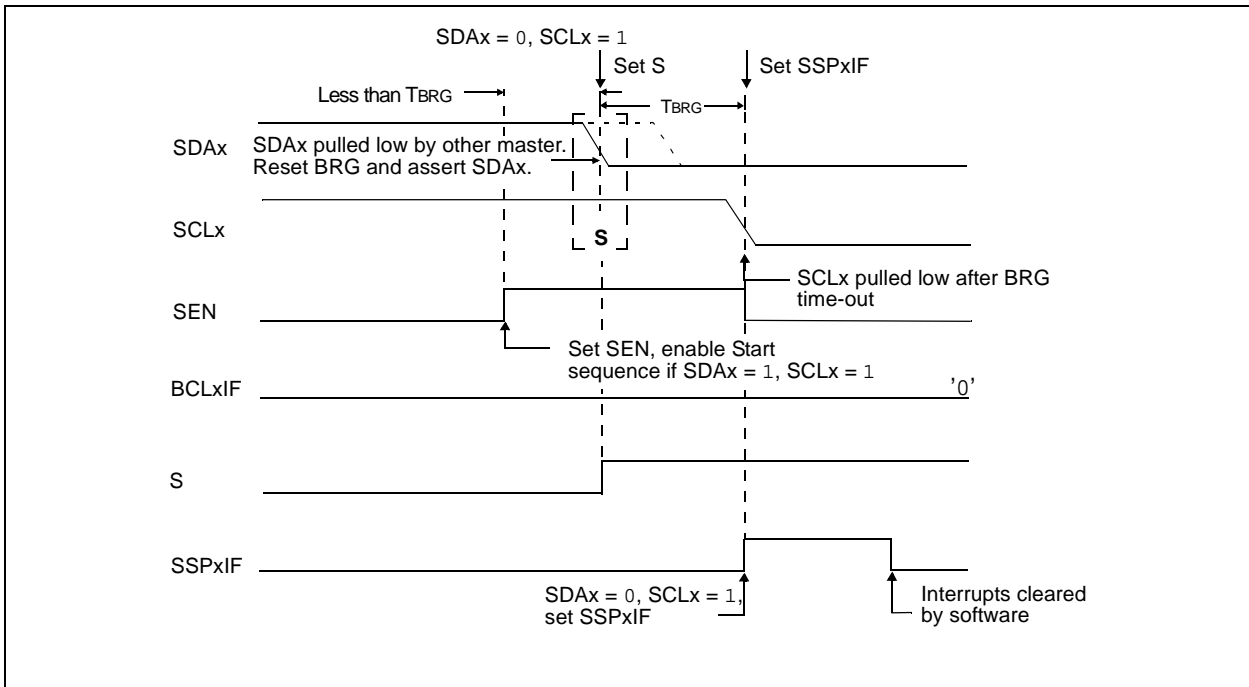 SDAx = 0, SCLx = 1
Set S
Set SSPxIF
Less than TBRG
TBRG
SDAx
SDAx pulled low by other master.
Reset BRG and assert SDAx.
SCLx
S
SCLx pulled low after BRG
time-out
SEN
Set SEN, enable Start
sequence if SDAx = 1, SCLx = 1
BCLxIF
'0'
S
SSPxIF
SDAx = 0, SCLx = 1,
set SSPxIF
Interrupts cleared
by software